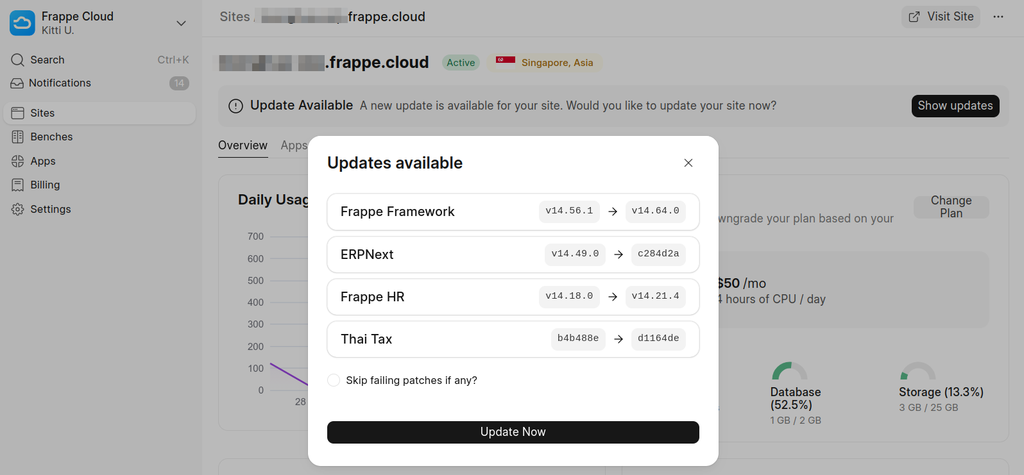 Frappe Cloud
Kitti U.
Search Ctrl+K
Notifications 14
Sites
Benches
Apps
Billing
Settings
Sites / .frappe.cloud
Visit Site
.frappe.cloud Active Singapore, Asia
Update Available A new update is available for your site. Would you like to update your site now? Show updates
Overview Apps
Daily Usag
700
600
500
400
300
200
100
0
28
Updates available
Frappe Framework v14.56.1 → v14.64.0
ERPNext v14.49.0 → c284d2a
Frappe HR v14.18.0 → v14.21.4
Thai Tax b4b488e → d1164de
Skip failing patches if any?
Update Now
wngrade your plan based on your
Change
Plan
$50 /mo
4 hours of CPU / day
Database
(52.5%)
1 GB / 2 GB
Storage (13.3%)
3 GB / 25 GB